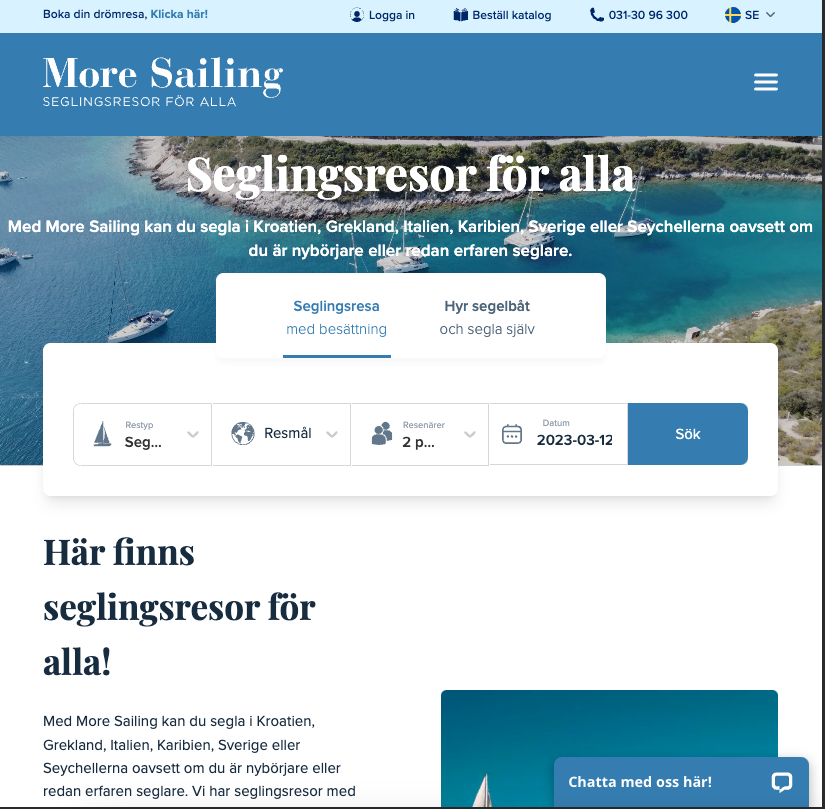 Boka din drömresa, Klicka här!
Logga in
Beställ katalog
031-30 96 300
SE
More Sailing
SEGLINGSRESOR FÖR ALLA
Seglingsresor för alla
Med More Sailing kan du segla i Kroatien, Grekland, Italien, Karibien, Sverige eller Seychellerna oavsett om
du är nybörjare eller redan erfaren seglare.
Seglingsresa
med besättning
Hyr segelbåt
och segla själv
Restyp
Seg...
Resmål
Resenärer
2 p...
Datum
2023-03-12
Sök
Här finns
seglingsresor för
alla!
Med More Sailing kan du segla i Kroatien,
Grekland, Italien, Karibien, Sverige eller
Seychellerna oavsett om du är nybörjare eller
redan erfaren seglare. Vi har seglingsresor med
Chatta med oss här!